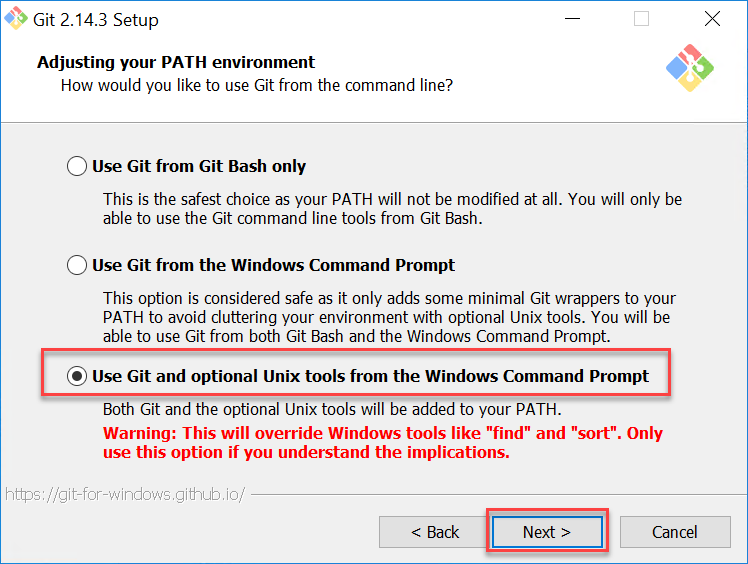 Git 2.14.3 Setup
Adjusting your PATH environment
How would you like to use Git from the command line?
Use Git from Git Bash only
This is the safest choice as your PATH will not be modified at all. You will only be
able to use the Git command line tools from Git Bash.
Use Git from the Windows Command Prompt
This option is considered safe as it only adds some minimal Git wrappers to your
PATH to avoid cluttering your environment with optional Unix tools. You will be
able to use Git from both Git Bash and the Windows Command Prompt.
Use Git and optional Unix tools from the Windows Command Prompt
Both Git and the optional Unix tools will be added to your PATH.
Warning: This will override Windows tools like "find" and "sort". Only
use this option if you understand the implications.
https://git-for-windows.github.io/
< Back Next > Cancel